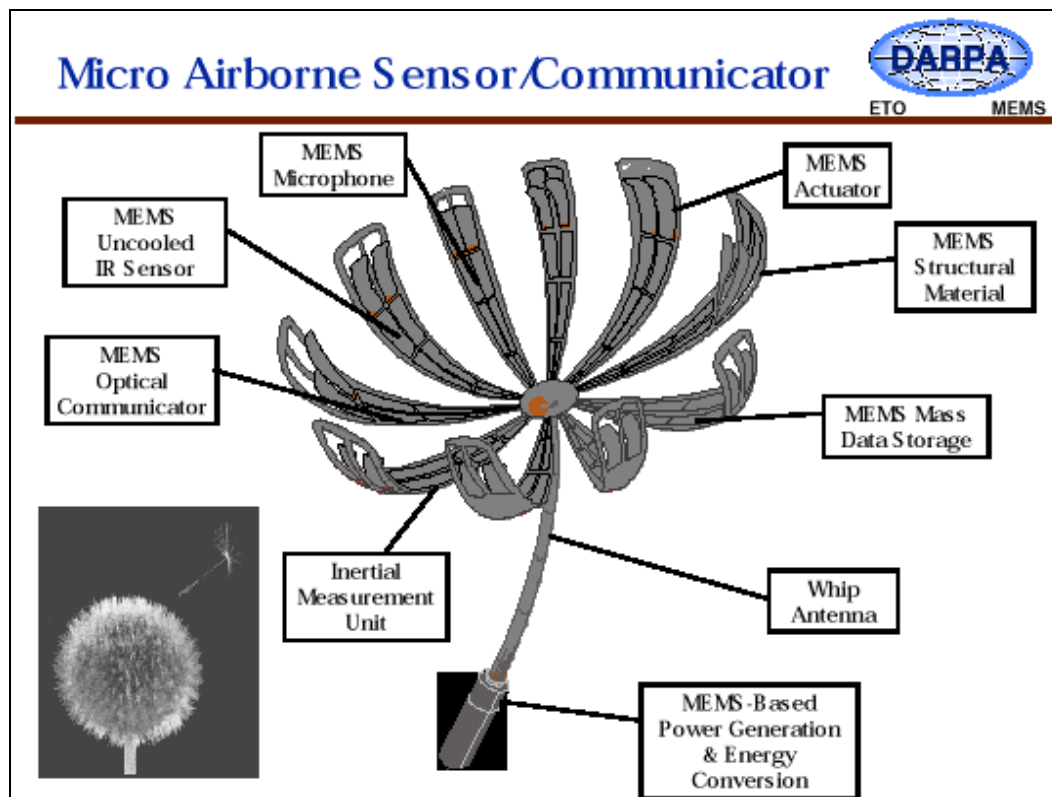 Micro Airborne Sensor/Communicator
DARPA
ETO MEMS
MEMS
Microphone
MEMS
Actuator
MEMS
Uncooled
IR Sensor
MEMS
Structural
Material
MEMS
Optical
Communicator
MEMS Mass
Data Storage
Inertial
Measurement
Unit
Whip
Antenna
MEMS-Based
Power Generation
& Energy
Conversion